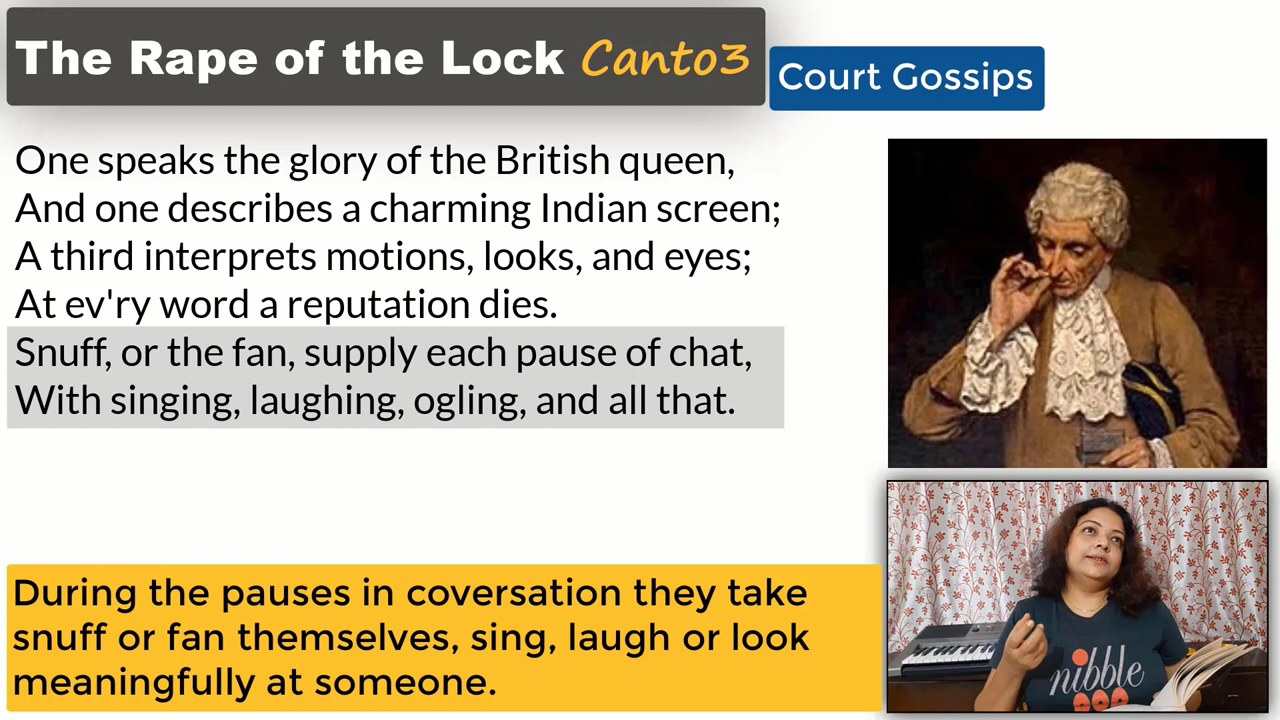 The Rape of the Lock Canto3
Court Gossips
One speaks the glory of the British queen,
And one describes a charming Indian screen;
A third interprets motions, looks, and eyes;
At ev'ry word a reputation dies.
Snuff, or the fan, supply each pause of chat,
With singing, laughing, ogling, and all that.
During the pauses in coversation they take
snuff or fan themselves, sing, laugh or look
meaningfully at someone.
nibble